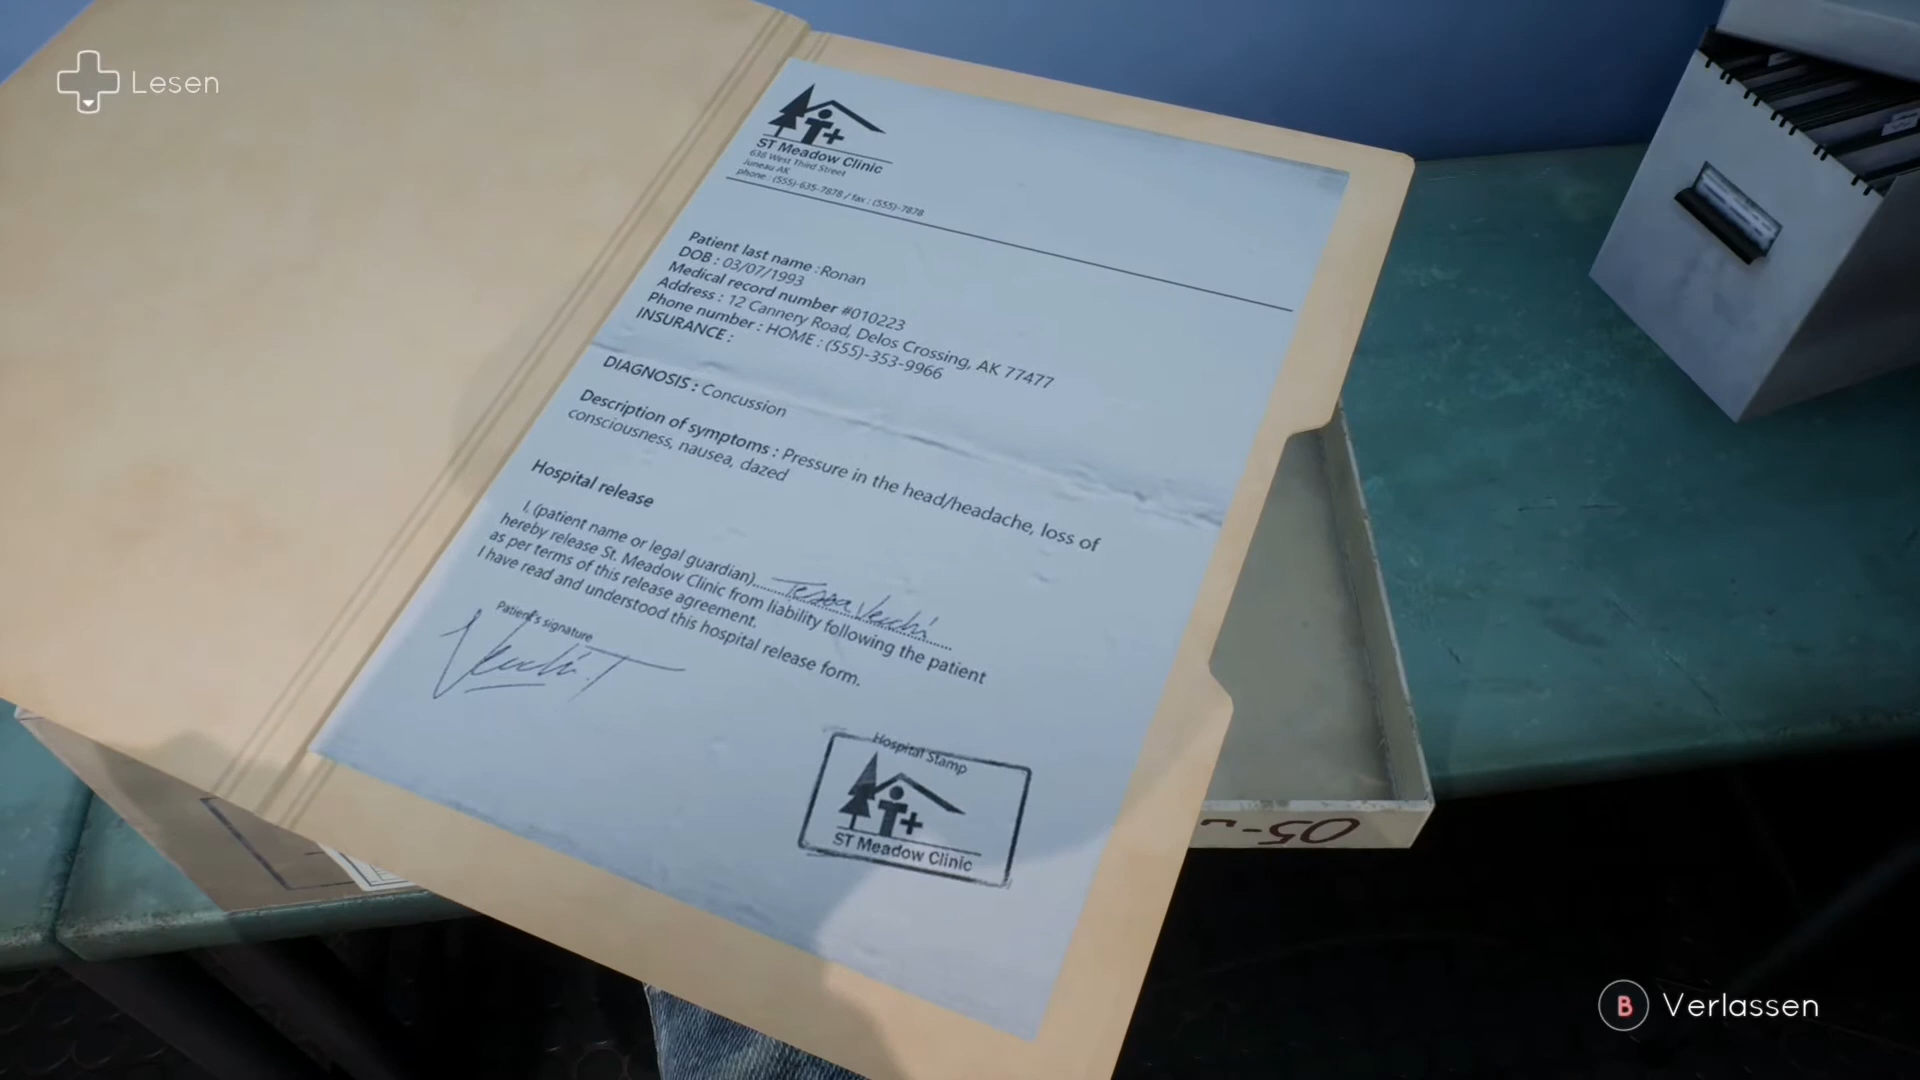 Lesen
ST Meadow Clinic
638 West Third Street
Juneau AK
phone : (555)-635-7878 / fax : (555)-7878
Patient last name : Ronan
DOB : 03/07/1993
Medical record number #010223
Address : 12 Cannery Road, Delos Crossing, AK 77477
Phone number : HOME : (555)-353-9966
INSURANCE :
DIAGNOSIS : Concussion
Description of symptoms : Pressure in the head/headache, loss of
consciousness, nausea, dazed
Hospital release
I, (patient name or legal guardian)..... Tessa Vecchi .....
hereby release St. Meadow Clinic from liability following the patient
as per terms of this release agreement.
I have read and understood this hospital release form.
Patient's signature
Vecchi.T
Hospital Stamp
ST Meadow Clinic
B Verlassen